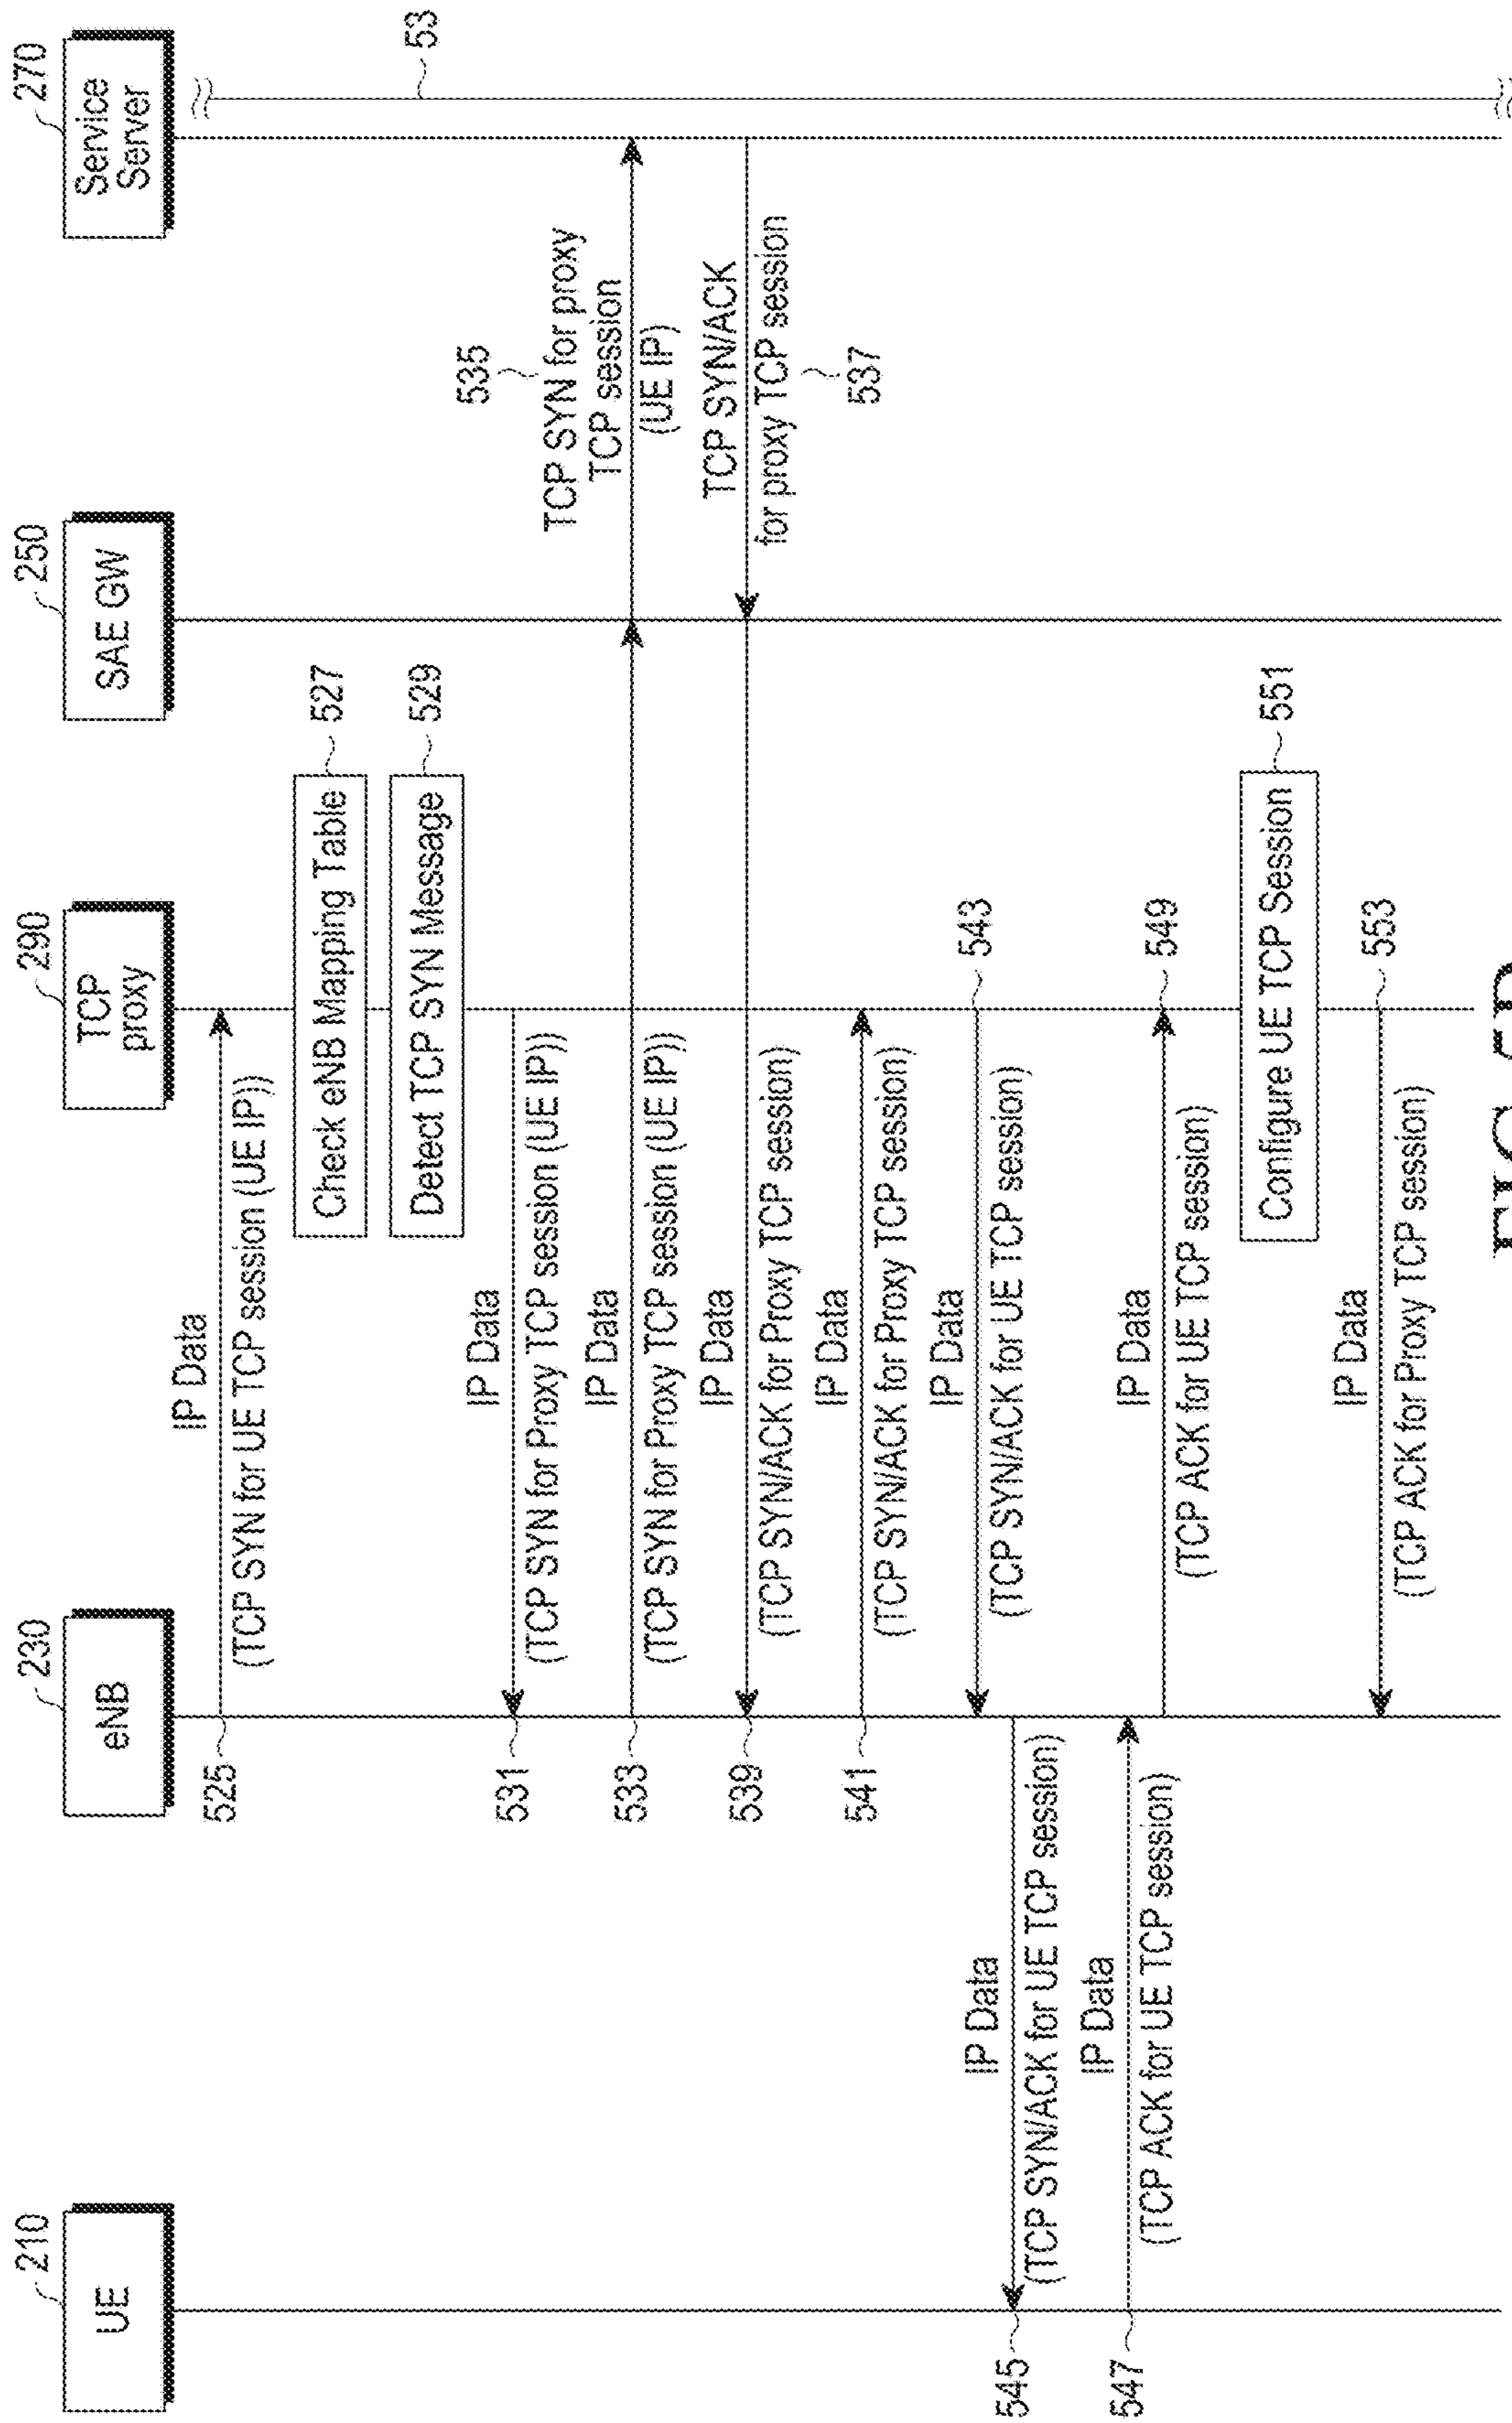 210
UE
230
eNB
290
TCP
proxy
250
SAE GW
270
Service
Server
53
IP Data
525
(TCP SYN for UE TCP session (UE IP))
Check eNB Mapping Table
527
Detect TCP SYN Message
529
IP Data
531
(TCP SYN for Proxy TCP session (UE IP))
IP Data
533
(TCP SYN for Proxy TCP session (UE IP))
535
TCP SYN for proxy
TCP session
(UE IP)
TCP SYN/ACK
for proxy TCP session
537
IP Data
539
(TCP SYN/ACK for Proxy TCP session)
IP Data
541
(TCP SYN/ACK for Proxy TCP session)
IP Data
543
(TCP SYN/ACK for UE TCP session)
IP Data
545
(TCP SYN/ACK for UE TCP session)
IP Data
547
(TCP ACK for UE TCP session)
IP Data
549
(TCP ACK for UE TCP session)
Configure UE TCP Session
551
IP Data
553
(TCP ACK for Proxy TCP session)